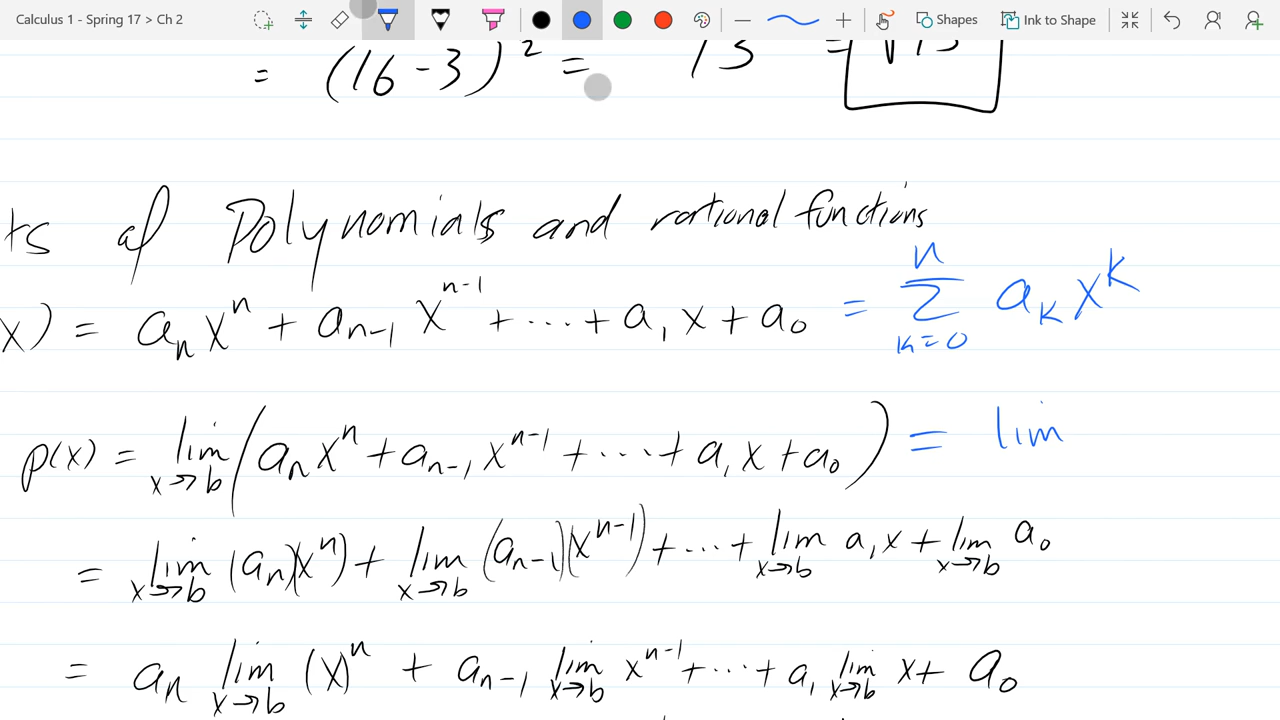 Calculus 1 - Spring 17 > Ch 2
Shapes
Ink to Shape
= (16 - 3)^2 = 13 = √13
ts of Polynomials and rational functions
x) = a_n x^n + a_{n-1} x^{n-1} + ... + a_1 x + a_0 = ∑_{k=0}^{n} a_k x^k
p(x) = lim_{x→b} (a_n x^n + a_{n-1} x^{n-1} + ... + a_1 x + a_0) = lim
= lim_{x→b} (a_n)(x^n) + lim_{x→b} (a_{n-1})(x^{n-1}) + ... + lim_{x→b} a_1 x + lim_{x→b} a_0
= a_n lim_{x→b} (x)^n + a_{n-1} lim_{x→b} x^{n-1} + ... + a_1 lim_{x→b} x + a_0